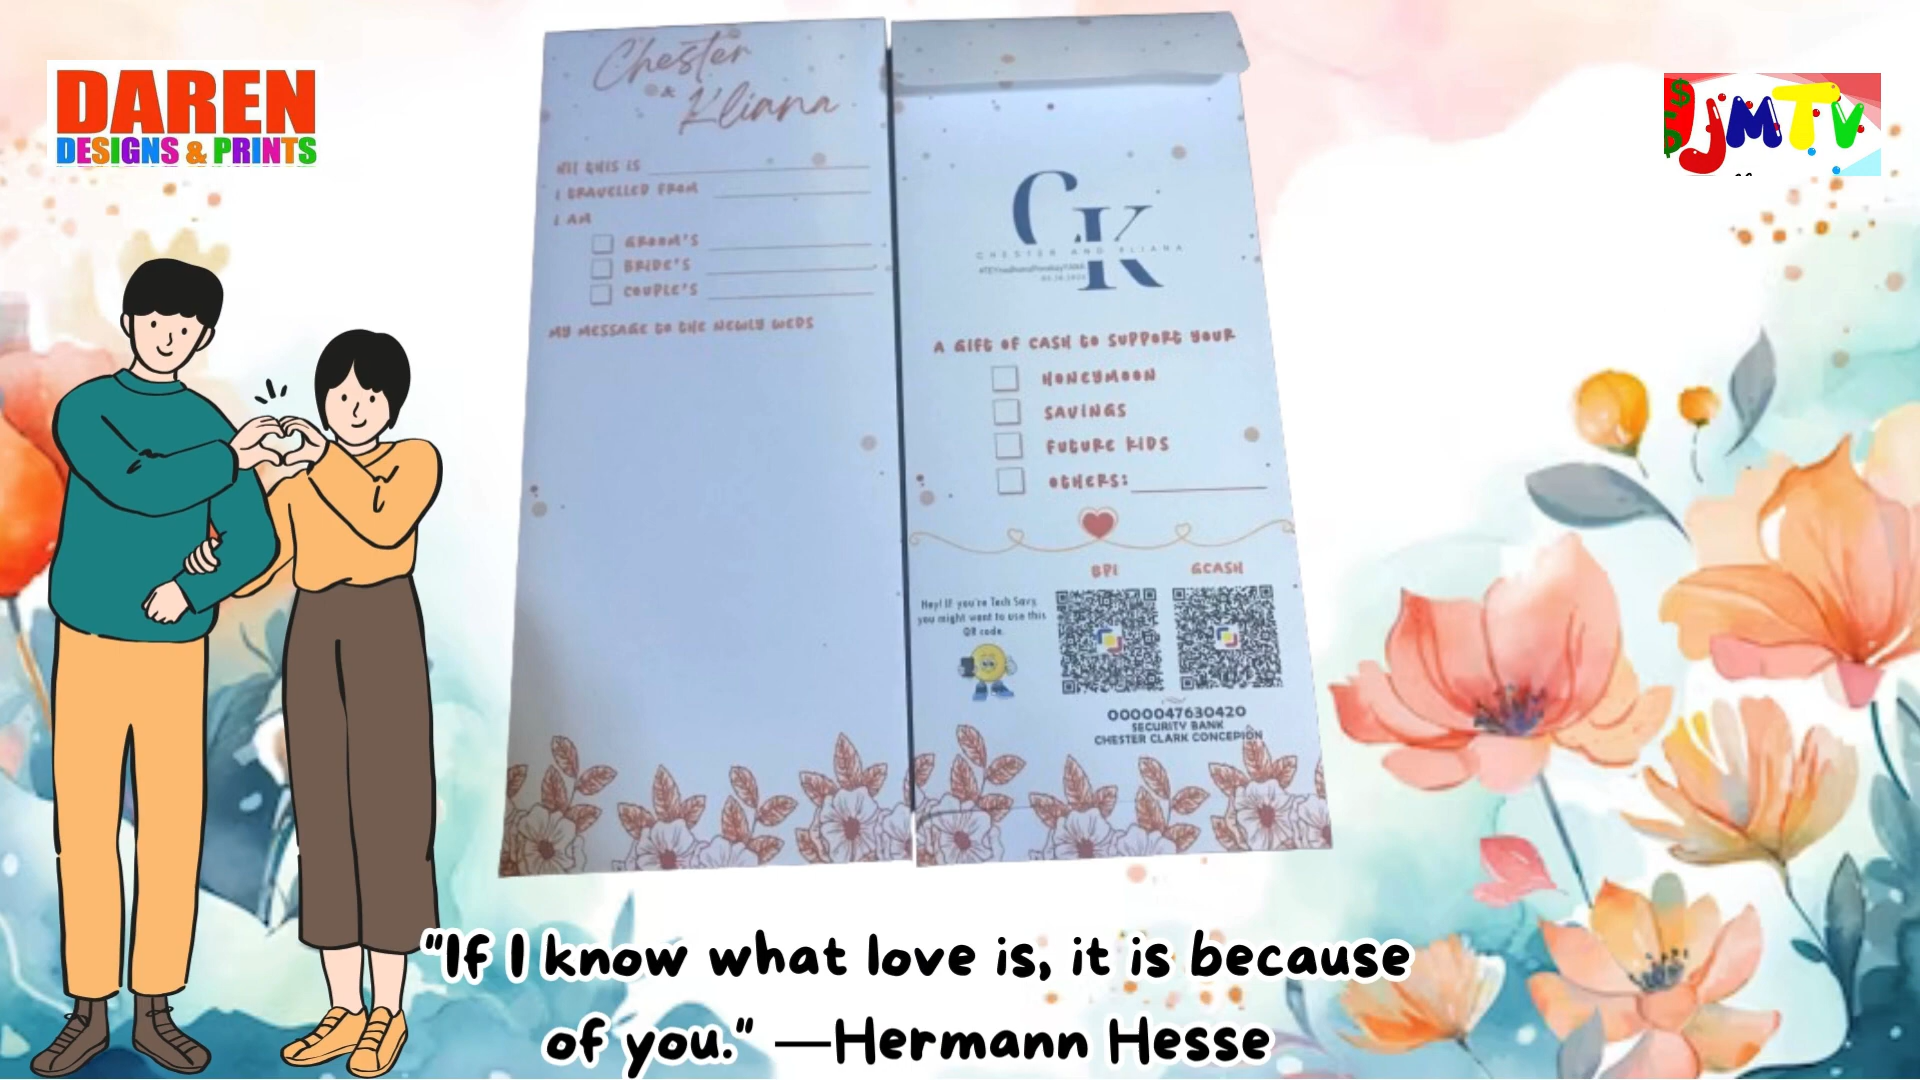 DAREN
DESIGNS & PRINTS
JMTV
Chester
& Kliana
HI! THIS IS
I TRAVELLED FROM
I AM
GROOM'S
BRIDE'S
COUPLE'S
MY MESSAGE TO THE NEWLY WEDS
CK
CHESTER AND KLIANA
A GIFT OF CASH TO SUPPORT YOUR
HONEYMOON
SAVINGS
FUTURE KIDS
OTHERS:
BPI
GCASH
Hey! If you're Tech Savy,
you might want to use this
QR code.
0000047630420
SECURITY BANK
CHESTER CLARK CONCEPION
"If I know what love is, it is because
of you." —Hermann Hesse